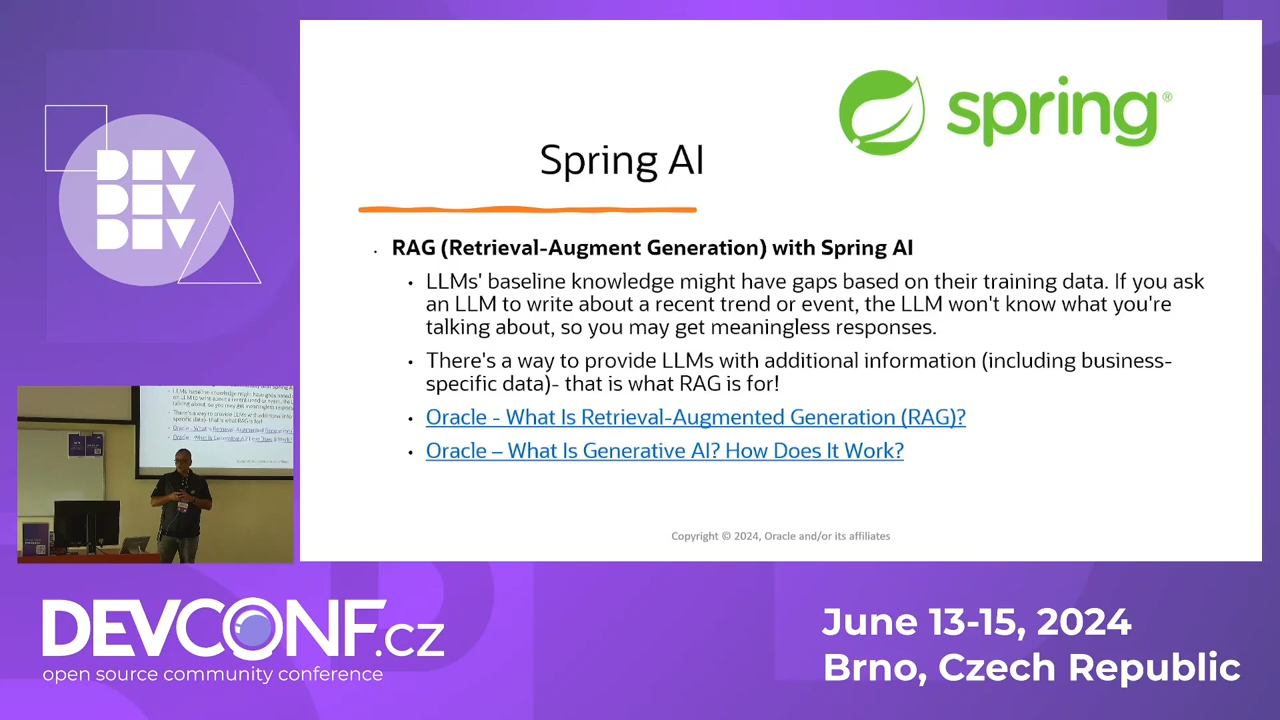 DEV
DEV
DEV
spring®
Spring AI
RAG (Retrieval-Augment Generation) with Spring AI
LLMs' baseline knowledge might have gaps based on their training data. If you ask
an LLM to write about a recent trend or event, the LLM won't know what you're
talking about, so you may get meaningless responses.
There's a way to provide LLMs with additional information (including business-
specific data)- that is what RAG is for!
Oracle - What Is Retrieval-Augmented Generation (RAG)?
Oracle – What Is Generative AI? How Does It Work?
Copyright © 2024, Oracle and/or its affiliates
DEVCONF.cz
open source community conference
June 13-15, 2024
Brno, Czech Republic